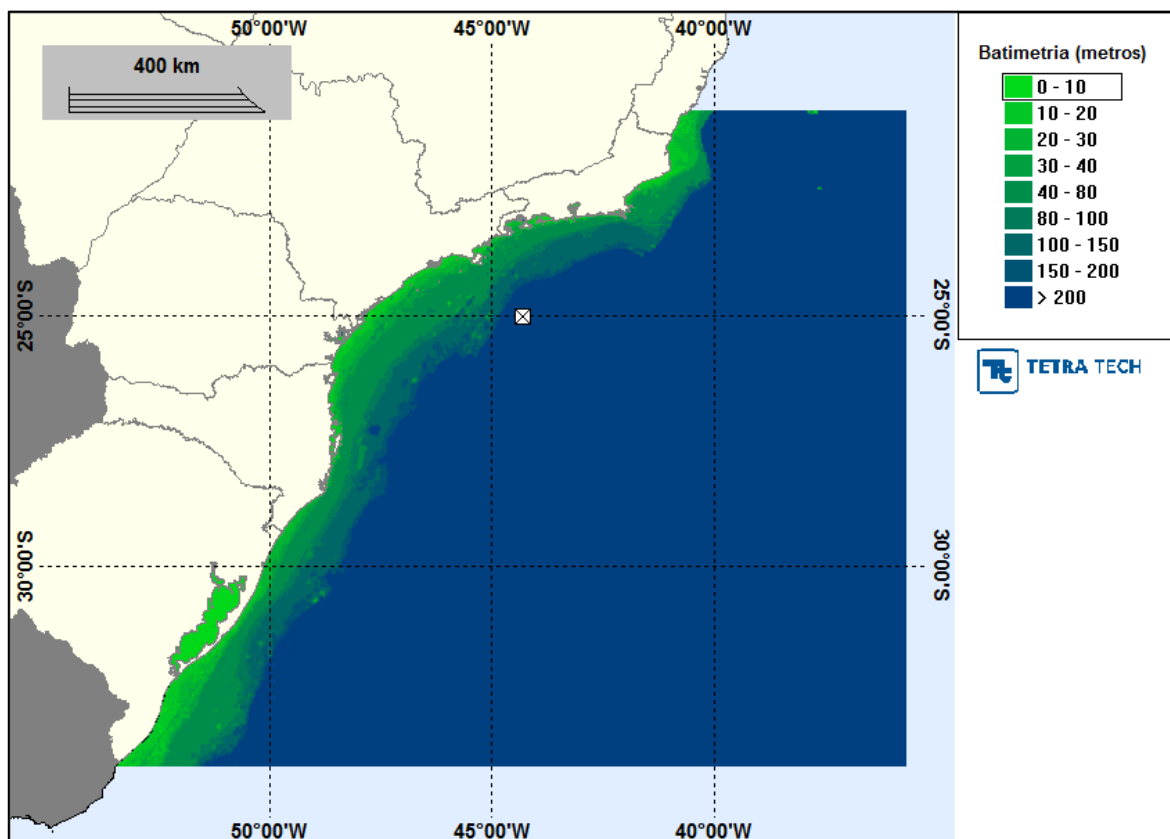 50°00'W 45°00'W 40°00'W
400 km
25°00'S
25°00'S
30°00'S
30°00'S
50°00'W 45°00'W 40°00'W
Batimetria (metros)
0 - 10
10 - 20
20 - 30
30 - 40
40 - 80
80 - 100
100 - 150
150 - 200
> 200
Tt TETRA TECH